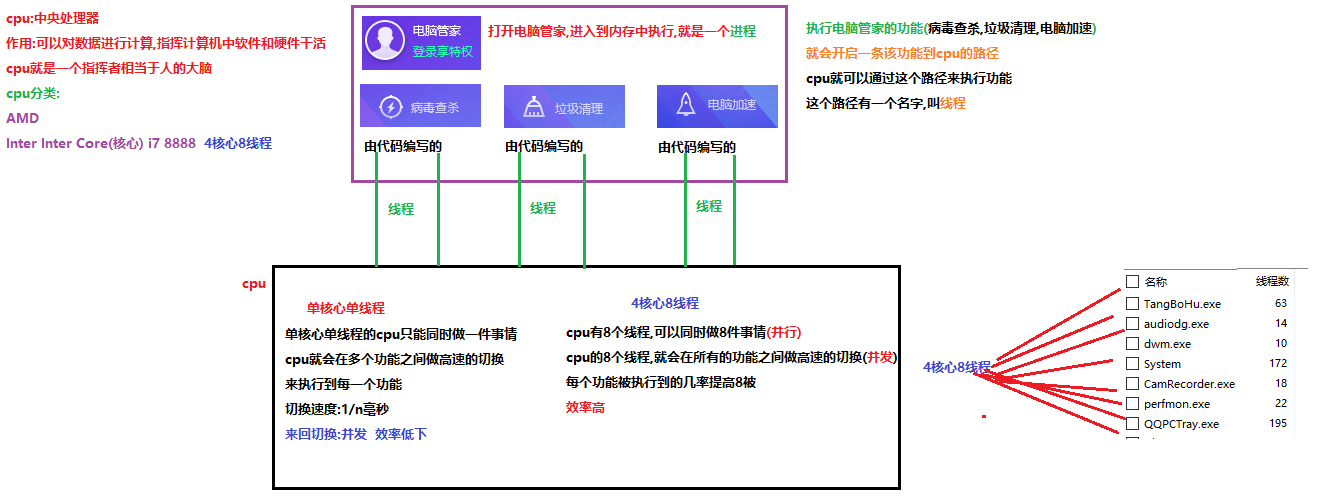 cpu:中央处理器
作用:可以对数据进行计算,指挥计算机中软件和硬件干活
cpu就是一个指挥者相当于人的大脑
cpu分类:
AMD
Inter Inter Core(核心) i7 8888 4核心8线程
电脑管家
登录享特权
打开电脑管家,进入到内存中执行,就是一个进程
病毒查杀
垃圾清理
电脑加速
由代码编写的
由代码编写的
由代码编写的
执行电脑管家的功能(病毒查杀,垃圾清理,电脑加速)
就会开启一条该功能到cpu的路径
cpu就可以通过这个路径来执行功能
这个路径有一个名字,叫线程
线程
线程
线程
cpu
单核心单线程
单核心单线程的cpu只能同时做一件事情
cpu就会在多个功能之间做高速的切换
来执行到每一个功能
切换速度:1/n毫秒
来回切换:并发 效率低下
4核心8线程
cpu有8个线程,可以同时做8件事情(并行)
cpu的8个线程,就会在所有的功能之间做高速的切换(并发)
每个功能被执行到的几率提高8被
效率高
4核心8线程
名称 线程数
TangBoHu.exe 63
audiodg.exe 14
dwm.exe 10
System 172
CamRecorder.exe 18
perfmon.exe 22
QQPCTray.exe 195